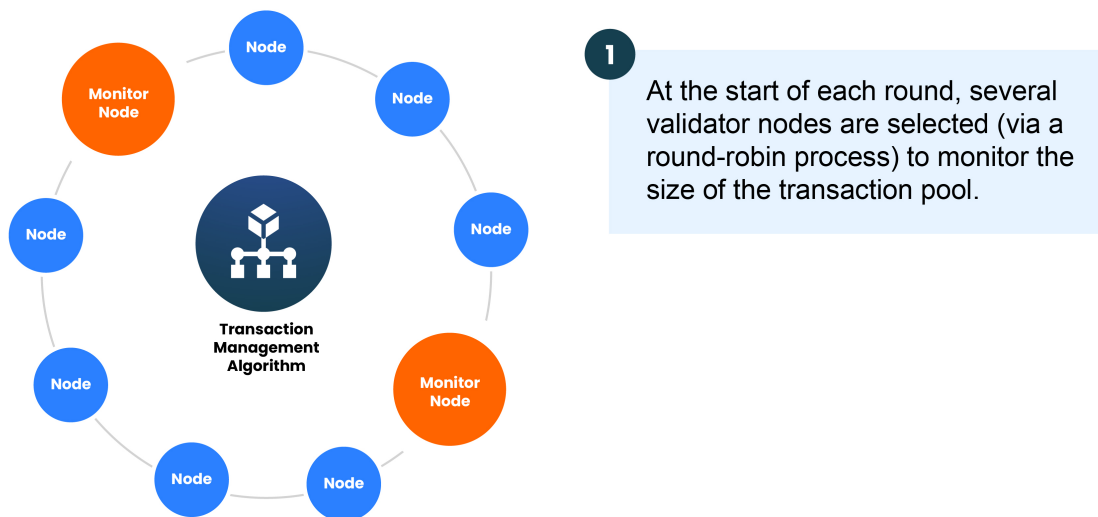 Node
Node
Monitor
Node
Node
Node
Node
Node
Node
Monitor
Node
Transaction
Management
Algorithm
1
At the start of each round, several
validator nodes are selected (via a
round-robin process) to monitor the
size of the transaction pool.